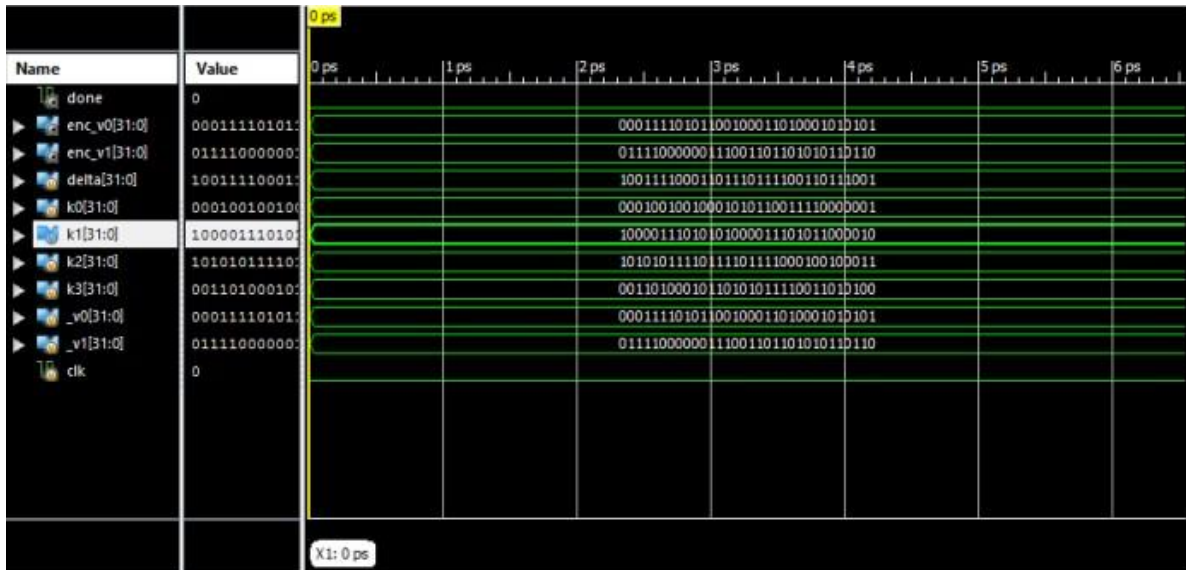 0 ps
Name Value 0 ps 1 ps 2 ps 3 ps 4 ps 5 ps 6 ps
done 0
enc_v0[31:0] 000111101011 00011110101100100011010001010101
enc_v1[31:0] 011110000001 01111000000111001101101010110110
delta[31:0] 100111100011 10011110001101110111100110111001
k0[31:0] 000100100100 00010010010001010110011110000001
k1[31:0] 100001110101 10000111010101000011101011000010
k2[31:0] 101010111101 10101011110111101111000100100011
k3[31:0] 001101000101 00110100010110101011110011010100
_v0[31:0] 000111101011 00011110101100100011010001010101
_v1[31:0] 011110000001 01111000000111001101101010110110
clk 0
X1: 0 ps